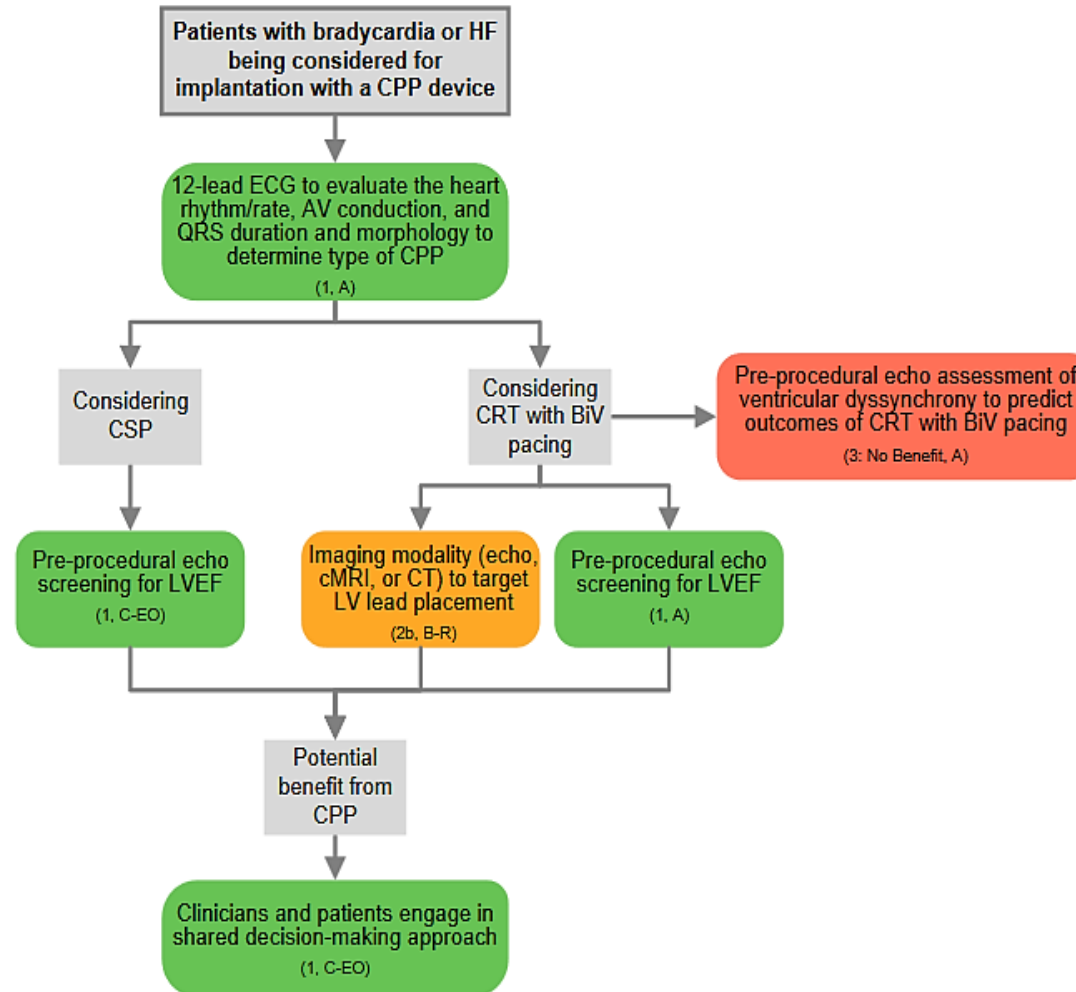 Patients with bradycardia or HF
being considered for
implantation with a CPP device
12-lead ECG to evaluate the heart
rhythm/rate, AV conduction, and
QRS duration and morphology to
determine type of CPP
(1, A)
Considering
CSP
Considering
CRT with BiV
pacing
Pre-procedural echo assessment of
ventricular dyssynchrony to predict
outcomes of CRT with BiV pacing
(3: No Benefit, A)
Pre-procedural echo
screening for LVEF
(1, C-EO)
Imaging modality (echo,
cMRI, or CT) to target
LV lead placement
(2b, B-R)
Pre-procedural echo
screening for LVEF
(1, A)
Potential
benefit from
CPP
Clinicians and patients engage in
shared decision-making approach
(1, C-EO)